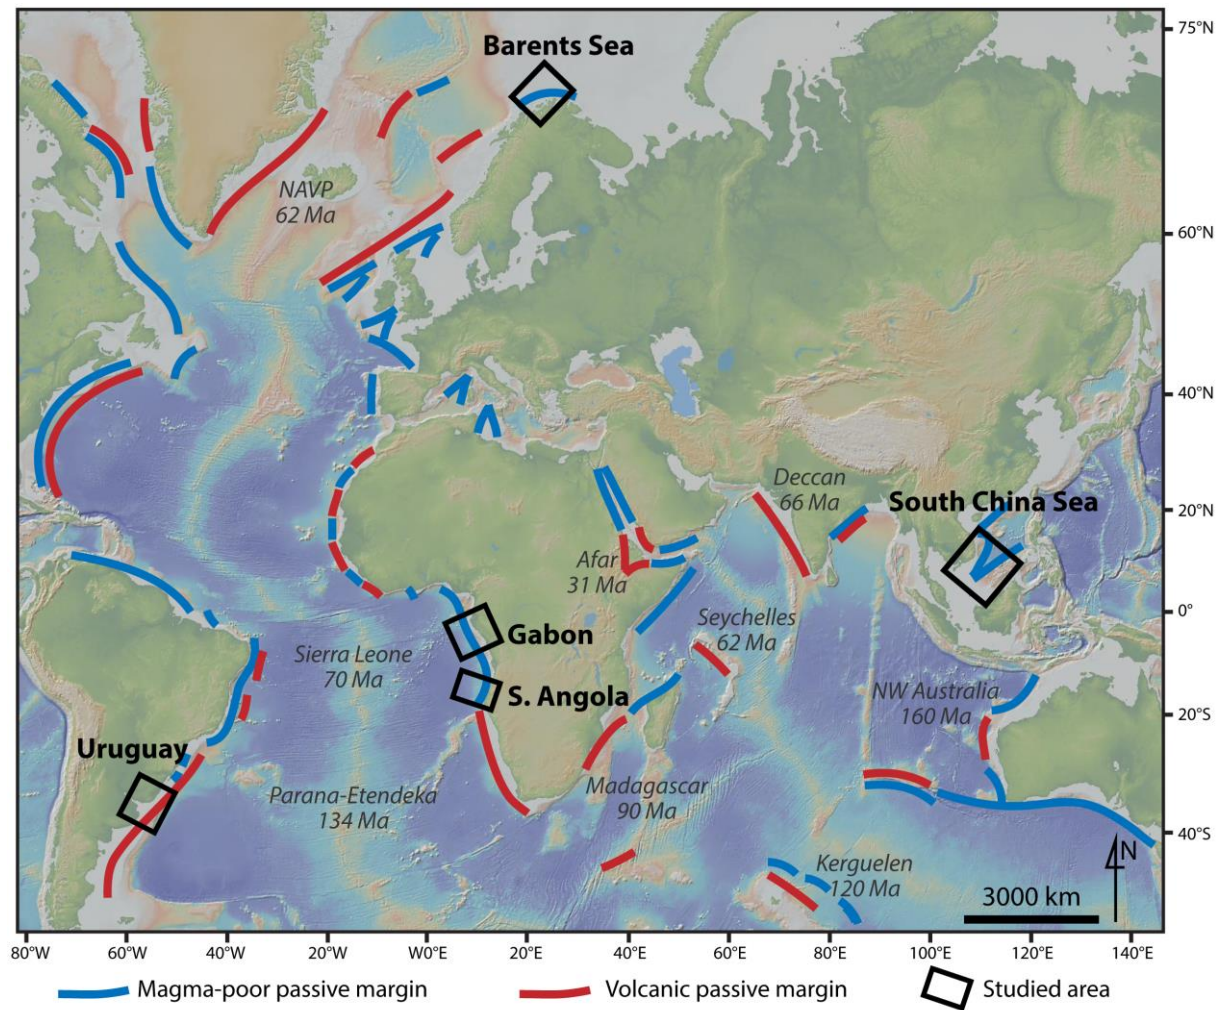 75°N
Barents Sea
NAVP
62 Ma
60°N
40°N
Deccan
66 Ma
South China Sea
20°N
Afar
31 Ma
Seychelles
62 Ma
0°
Gabon
Sierra Leone
70 Ma
S. Angola
NW Australia
160 Ma
20°S
Uruguay
Parana-Etendeka
134 Ma
Madagascar
90 Ma
40°S
Kerguelen
120 Ma
N
3000 km
80°W 60°W 40°W 20°W W00°E 20°E 40°E 60°E 80°E 100°E 120°E 140°E
Magma-poor passive margin Volcanic passive margin Studied area